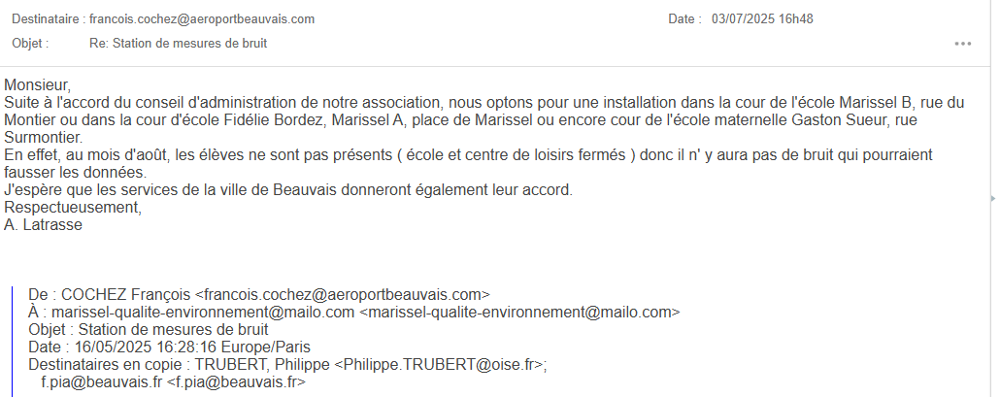 Destinataire : francois.cochez@aeroportbeauvais.com Date : 03/07/2025 16h48
Objet : Re: Station de mesures de bruit
Monsieur,
Suite à l'accord du conseil d'administration de notre association, nous optons pour une installation dans la cour de l'école Marissel B, rue du
Montier ou dans la cour d'école Fidélie Bordez, Marissel A, place de Marissel ou encore cour de l'école maternelle Gaston Sueur, rue
Surmontier.
En effet, au mois d'août, les élèves ne sont pas présents ( école et centre de loisirs fermés ) donc il n' y aura pas de bruit qui pourraient
fausser les données.
J'espère que les services de la ville de Beauvais donneront également leur accord.
Respectueusement,
A. Latrasse
De : COCHEZ François <francois.cochez@aeroportbeauvais.com>
À : marissel-qualite-environnement@mailo.com <marissel-qualite-environnement@mailo.com>
Objet : Station de mesures de bruit
Date : 16/05/2025 16:28:16 Europe/Paris
Destinataires en copie : TRUBERT, Philippe <Philippe.TRUBERT@oise.fr>;
f.pia@beauvais.fr <f.pia@beauvais.fr>